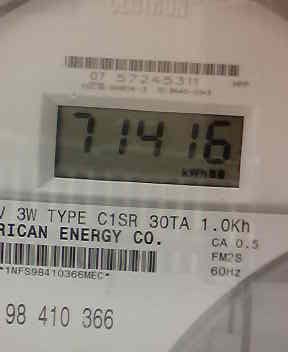 07 57245311
71416
kWh
V 3W TYPE C1SR 30TA 1.0Kh
RICAN ENERGY CO.
CA 0.5
FM2S
60HZ
*1NFS98410366MEC*
98 410 366